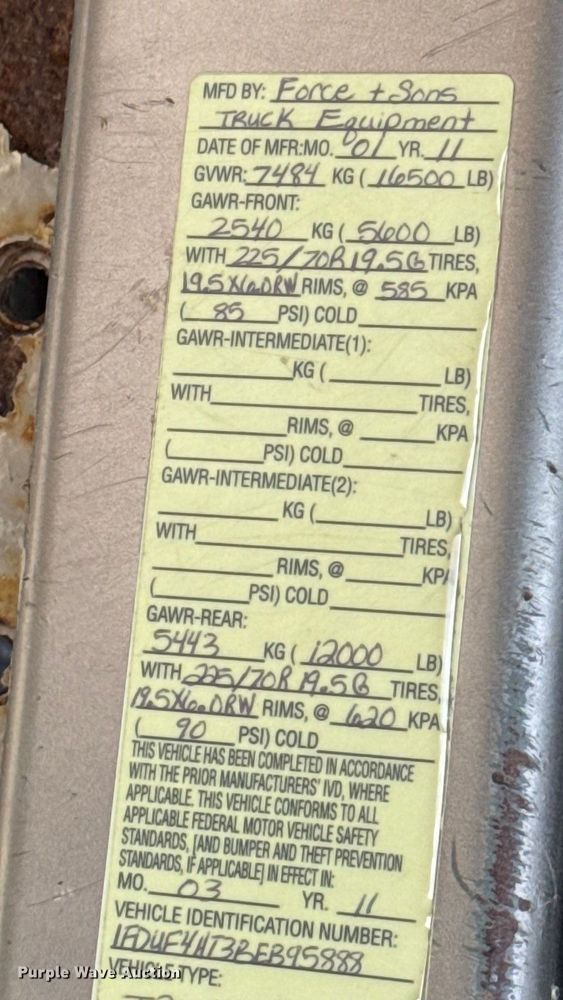 MFD BY: Force + Sons
TRUCK Equipment
DATE OF MFR:MO. 01 YR. 11
GVWR: 7484 KG ( 16500 LB)
GAWR-FRONT:
2540 KG ( 5600 LB)
WITH 225/70R19.5G TIRES,
19.5X6.0RW RIMS, @ 585 KPA
( 85 PSI) COLD
GAWR-INTERMEDIATE(1):
KG ( LB)
WITH TIRES,
RIMS, @ KPA
( PSI) COLD
GAWR-INTERMEDIATE(2):
KG ( LB)
WITH TIRES,
RIMS, @ KP
( PSI) COLD
GAWR-REAR:
5443 KG ( 12000 LB)
WITH 225/70R 19.5G TIRES,
19.5X6.0RW RIMS, @ 620 KPA
( 90 PSI) COLD
THIS VEHICLE HAS BEEN COMPLETED IN ACCORDANCE
WITH THE PRIOR MANUFACTURERS' IVD, WHERE
APPLICABLE. THIS VEHICLE CONFORMS TO ALL
APPLICABLE FEDERAL MOTOR VEHICLE SAFETY
STANDARDS, [AND BUMPER AND THEFT PREVENTION
STANDARDS, IF APPLICABLE] IN EFFECT IN:
MO. 03 YR. 11
VEHICLE IDENTIFICATION NUMBER:
1FDUF4HT3BEB95888
VEHICLE TYPE:
Purple Wave Auction